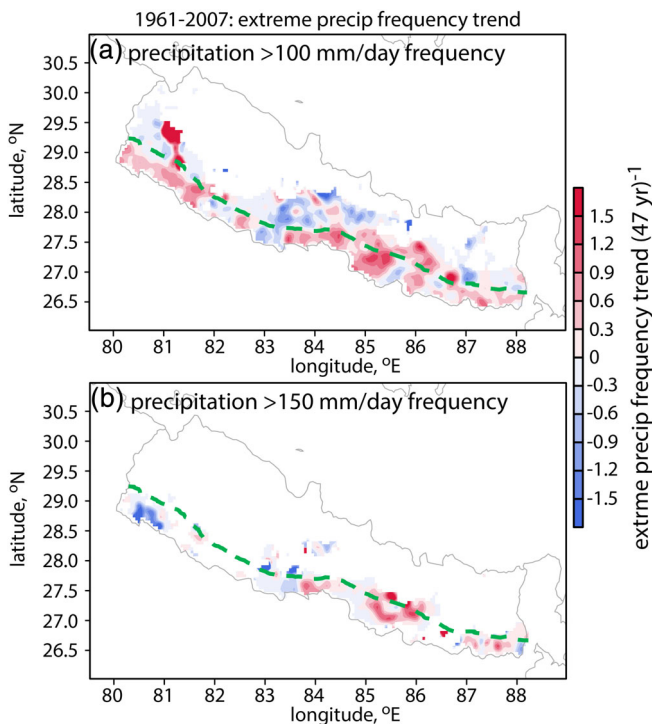 1961-2007: extreme precip frequency trend
(a) precipitation >100 mm/day frequency
30.5
30.0
29.5
29.0
28.5
28.0
27.5
27.0
26.5
latitude, ºN
80 81 82 83 84 85 86 87 88
longitude, ºE
(b) precipitation >150 mm/day frequency
30.5
30.0
29.5
29.0
28.5
28.0
27.5
27.0
26.5
latitude, ºN
80 81 82 83 84 85 86 87 88
longitude, ºE
1.5
1.2
0.9
0.6
0.3
0
-0.3
-0.6
-0.9
-1.2
-1.5
extrme precip frequency trend (47 yr)⁻¹